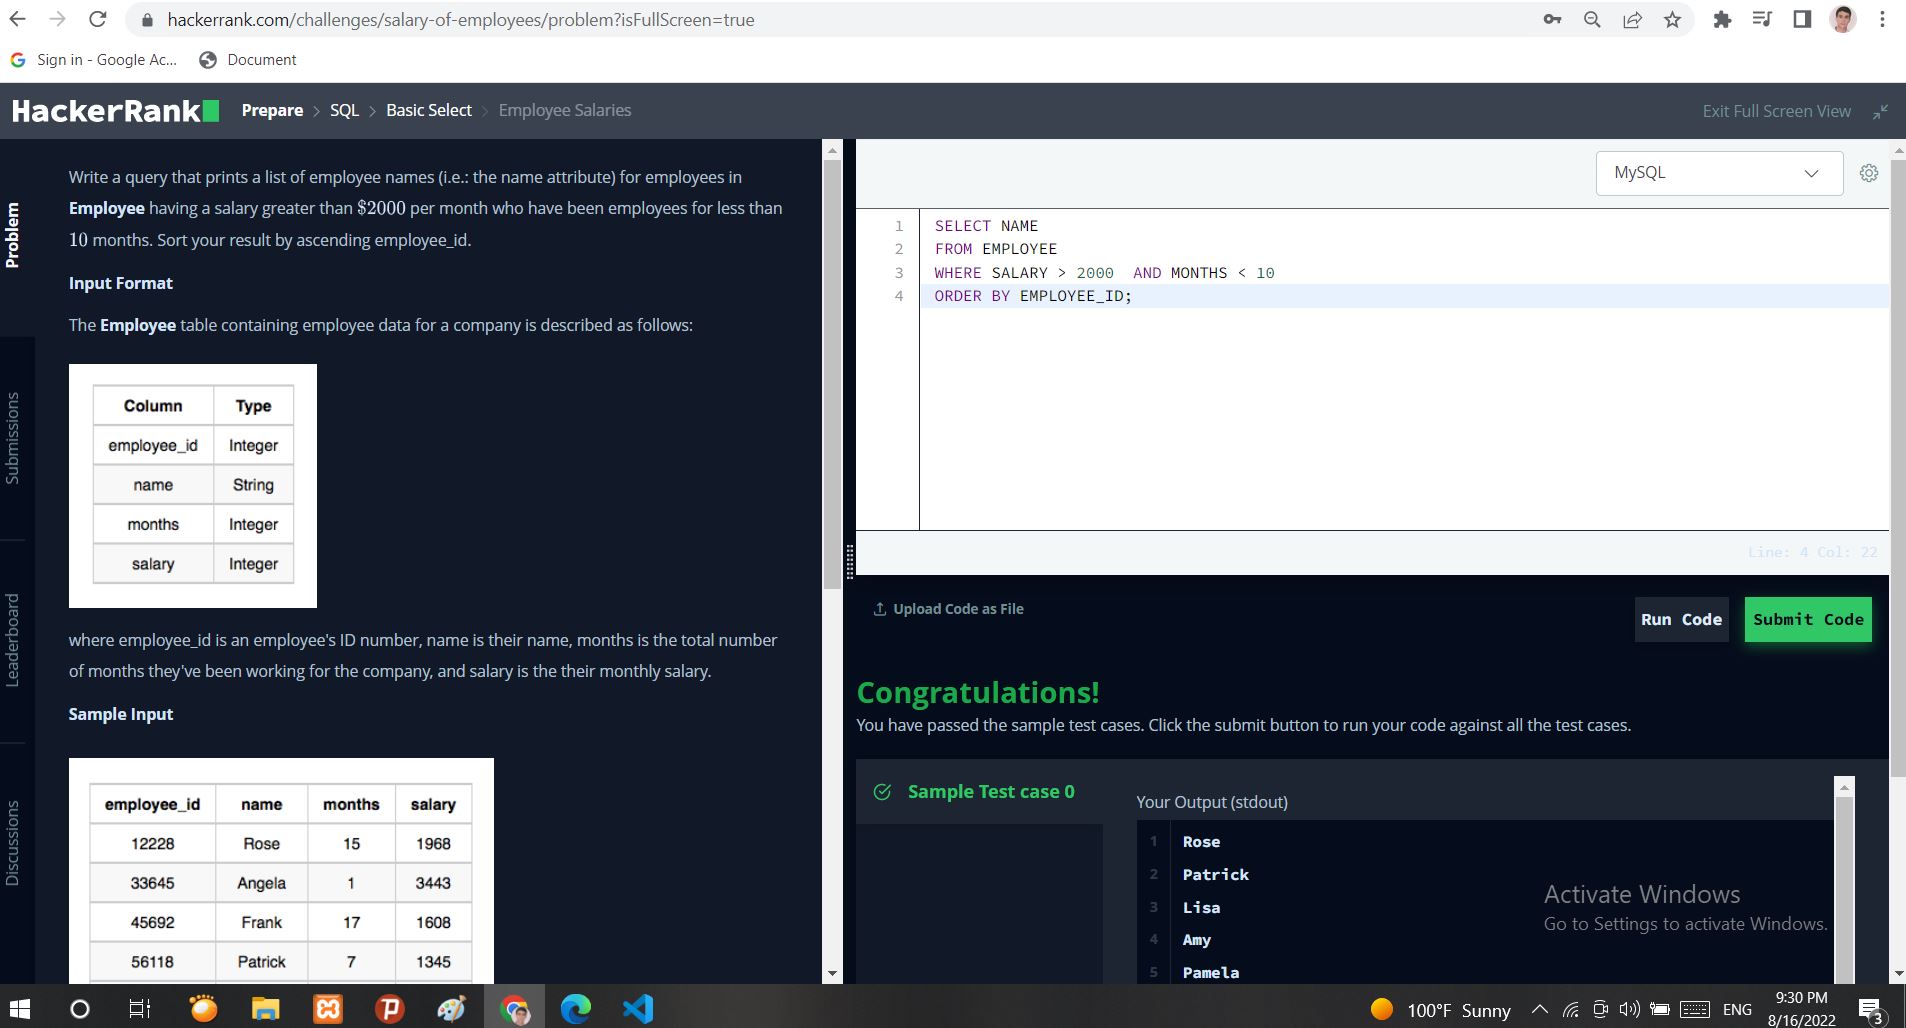 hackerrank.com/challenges/salary-of-employees/problem?isFullScreen=true
Sign in - Google Ac...
Document
HackerRank
Prepare > SQL > Basic Select > Employee Salaries
Exit Full Screen View
Problem
Submissions
Leaderboard
Discussions
Write a query that prints a list of employee names (i.e.: the name attribute) for employees in
Employee having a salary greater than $2000 per month who have been employees for less than
10 months. Sort your result by ascending employee_id.
Input Format
The Employee table containing employee data for a company is described as follows:
Column Type
employee_id Integer
name String
months Integer
salary Integer
where employee_id is an employee's ID number, name is their name, months is the total number
of months they've been working for the company, and salary is the their monthly salary.
Sample Input
employee_id name months salary
12228 Rose 15 1968
33645 Angela 1 3443
45692 Frank 17 1608
56118 Patrick 7 1345
MySQL
1 SELECT NAME
2 FROM EMPLOYEE
3 WHERE SALARY > 2000  AND MONTHS < 10
4 ORDER BY EMPLOYEE_ID;
Line: 4 Col: 22
Upload Code as File
Run Code
Submit Code
Congratulations!
You have passed the sample test cases. Click the submit button to run your code against all the test cases.
Sample Test case 0
Your Output (stdout)
1 Rose
2 Patrick
3 Lisa
4 Amy
5 Pamela
Activate Windows
Go to Settings to activate Windows.
100°F Sunny
ENG
9:30 PM
8/16/2022
3